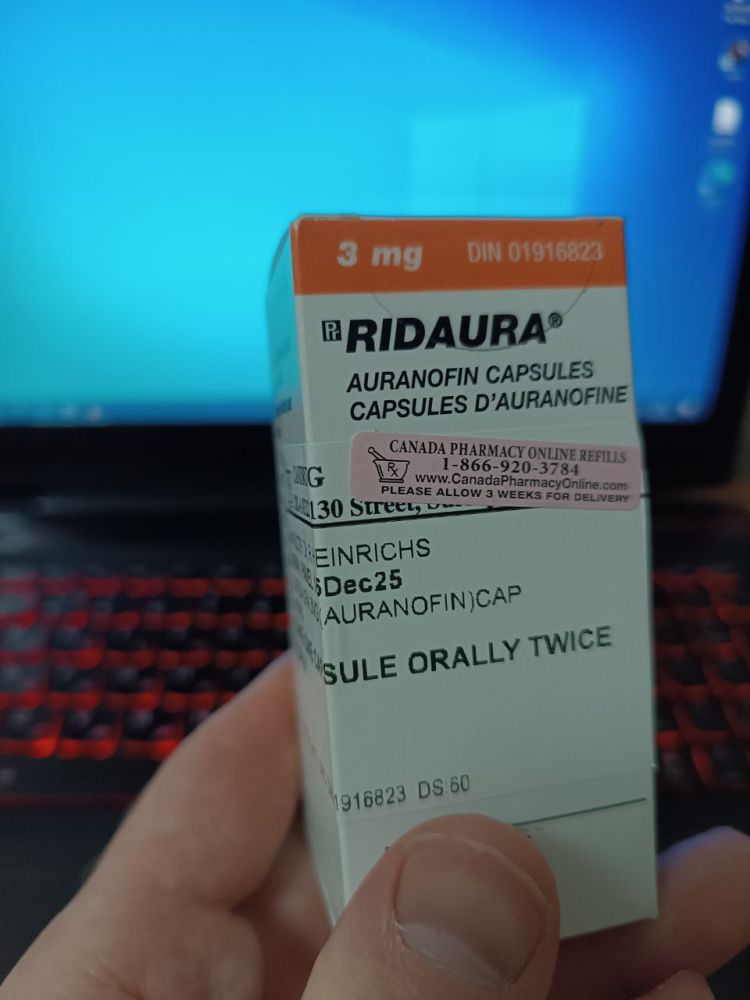 3 mg DIN 01916823
Pr RIDAURA®
AURANOFIN CAPSULES
CAPSULES D'AURANOFINE
CANADA PHARMACY ONLINE REFILLS
Rx 1-866-920-3784
www.CanadaPharmacyOnline.com
PLEASE ALLOW 3 WEEKS FOR DELIVERY
130 Street,
EINRICHS
Dec25
(AURANOFIN)CAP
SULE ORALLY TWICE
1916823 DS:60